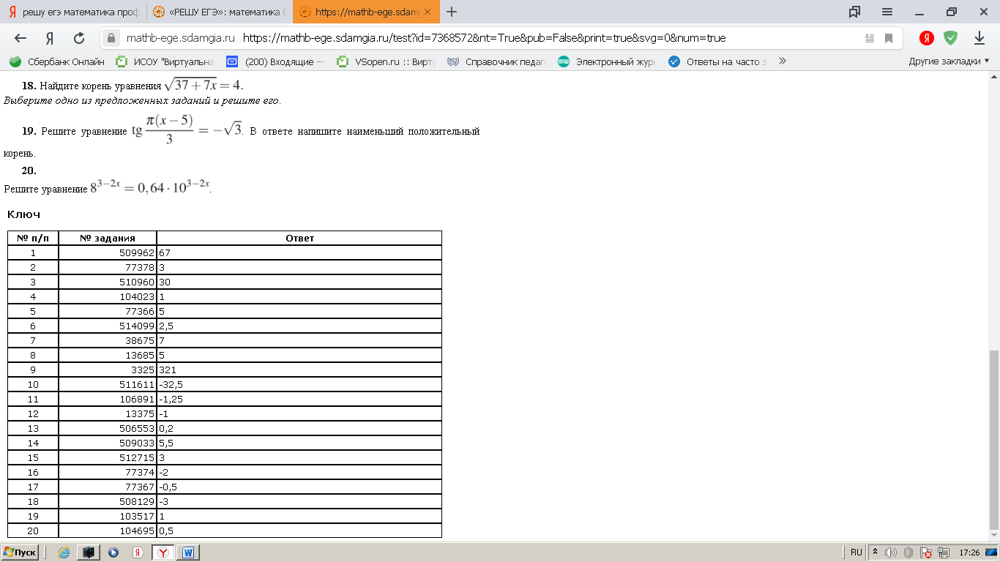 решу егэ математика проф
«РЕШУ ЕГЭ»: математика б
https://mathb-ege.sdamg
mathb-ege.sdamgia.ru https://mathb-ege.sdamgia.ru/test?id=7368572&nt=True&pub=False&print=true&svg=0&num=true
Сбербанк Онлайн ИСОУ "Виртуальна (200) Входящие — VSopen.ru :: Вирту Справочник педаг Электронный журн Ответы на часто з » Другие закладки
18. Найдите корень уравнения √(37 + 7x) = 4.
Выберите одно из предложенных заданий и решите его.
19. Решите уравнение tg π(x − 5)/3 = −√3. В ответе напишите наименьший положительный
корень.
20.
Решите уравнение 8^(3−2x) = 0,64 · 10^(3−2x).
Ключ
№ п/п № задания Ответ
1 509962 67
2 77378 3
3 510960 30
4 104023 1
5 77366 5
6 514099 2,5
7 38675 7
8 13685 5
9 3325 321
10 511611 -32,5
11 106891 -1,25
12 13375 -1
13 506553 0,2
14 509033 5,5
15 512715 3
16 77374 -2
17 77367 -0,5
18 508129 -3
19 103517 1
20 104695 0,5
Пуск RU 17:26